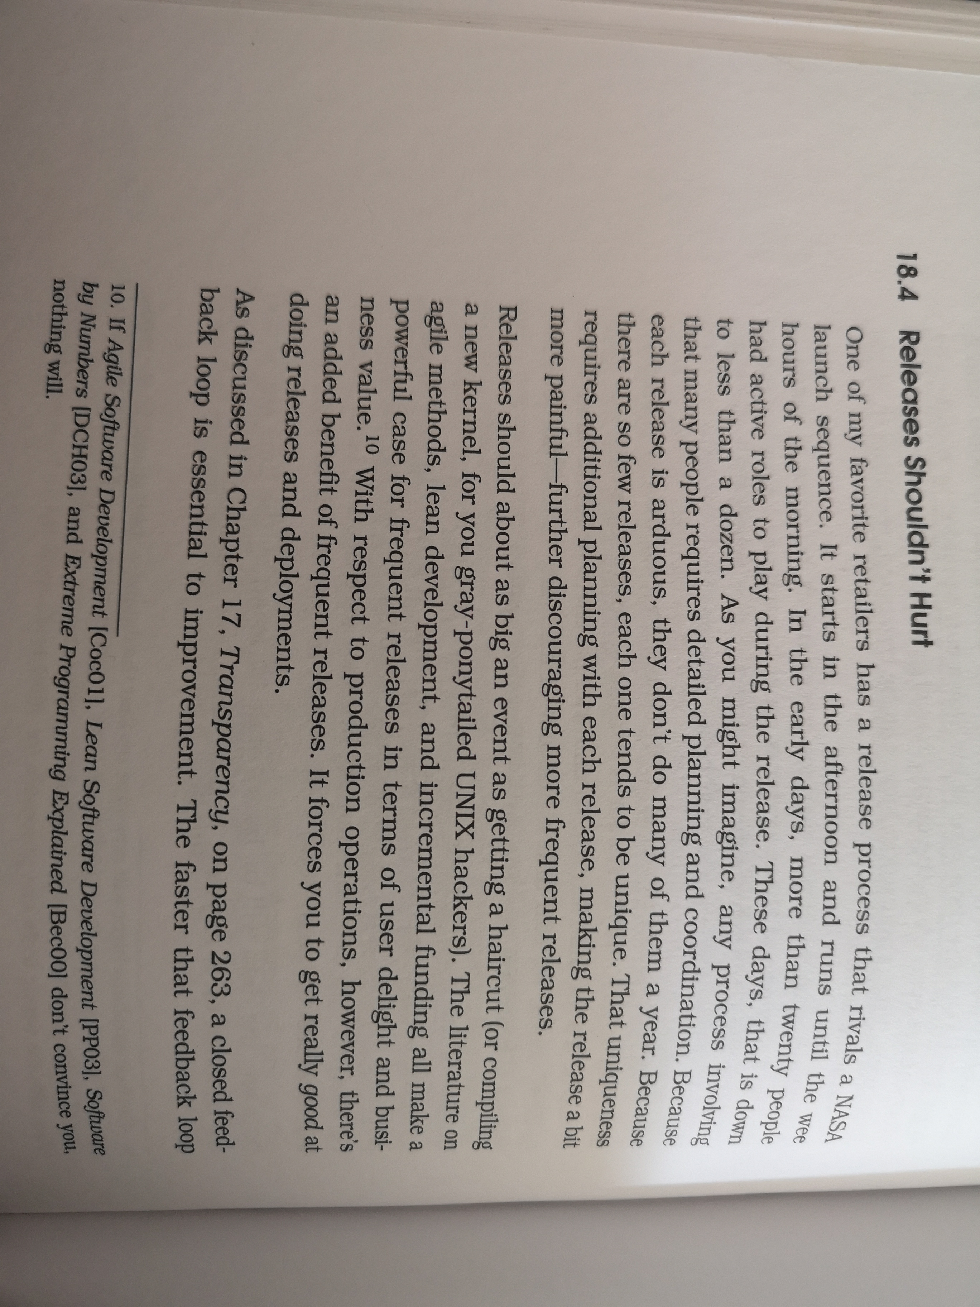 18.4 Releases Shouldn't Hurt
One of my favorite retailers has a release process that rivals a NASA
launch sequence. It starts in the afternoon and runs until the wee
hours of the morning. In the early days, more than twenty people
had active roles to play during the release. These days, that is down
to less than a dozen. As you might imagine, any process involving
that many people requires detailed planning and coordination. Because
each release is arduous, they don't do many of them a year. Because
there are so few releases, each one tends to be unique. That uniqueness
requires additional planning with each release, making the release a bit
more painful—further discouraging more frequent releases.
Releases should about as big an event as getting a haircut (or compiling
a new kernel, for you gray-ponytailed UNIX hackers). The literature on
agile methods, lean development, and incremental funding all make a
powerful case for frequent releases in terms of user delight and busi-
ness value.10 With respect to production operations, however, there's
an added benefit of frequent releases. It forces you to get really good at
doing releases and deployments.
As discussed in Chapter 17, Transparency, on page 263, a closed feed-
back loop is essential to improvement. The faster that feedback loop
10. If Agile Software Development [Coc01], Lean Software Development [PP03], Software
by Numbers [DCH03], and Extreme Programming Explained [Bec00] don't convince you,
nothing will.